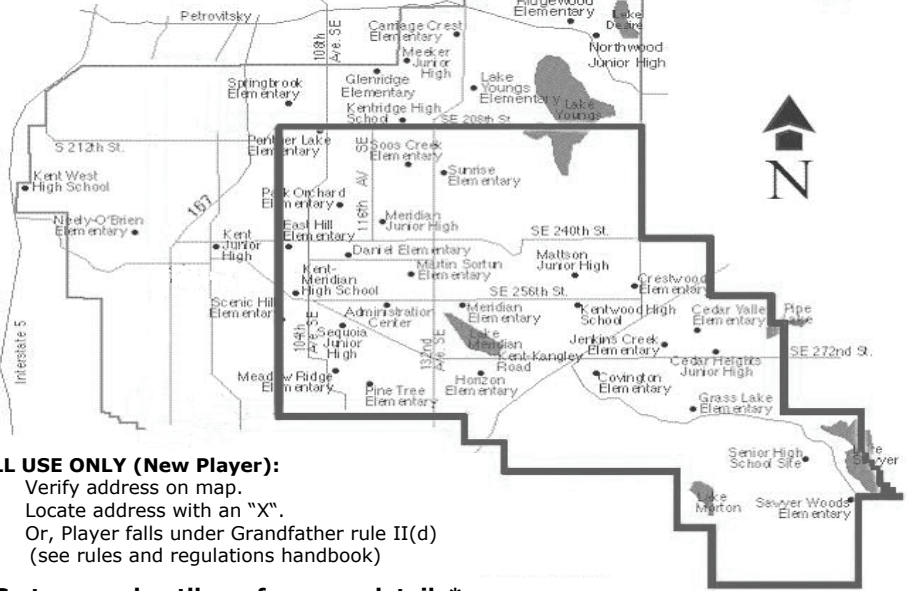 Petrovitsky
108th
Ave. SE
Carriage Crest
Elementary
Ridgewood
Elementary
Lake
Desire
Northwood
Junior High
Meeker
Junior
High
Springbrook
Elementary
Glenridge
Elementary
Lake
Youngs
Elementary
Lake
Youngs
Kentridge High
School
SE 208th St
S 212th St.
Panther Lake
Elementary
Soos Creek
Elementary
Sunrise
Elementary
116th AV SE
N
Kent West
High School
167
Park Orchard
Elementary
Neely-O'Brien
Elementary
Kent
Junior
High
East Hill
Elementary
Meridian
Junior High
SE 240th St.
Daniel Elementary
Mattson
Junior High
Martin Sortun
Elementary
Crestwood
Elementary
Kent-
Meridian
High School
SE 256th St.
Scenic Hill
Elementary
Administration
Center
Meridian
Elementary
Kentwood High
School
Cedar Valley
Elementary
Pipe
Lake
104th
Ave. SE
Sequoia
Junior
High
132nd
Ave. SE
Lake
Meridian
Kent-Kangley
Road
Jenkins Creek
Elementary
Cedar Heights
Junior High
SE 272nd St.
Interstate 5
Meadow Ridge
Elementary
Pine Tree
Elementary
Horizon
Elementary
Covington
Elementary
Grass Lake
Elementary
Senior High
School Site
Lake
Morton
Sawyer Woods
Elementary
USE ONLY (New Player):
Verify address on map.
Locate address with an “X“.
Or, Player falls under Grandfather rule II(d)
(see rules and regulations handbook)